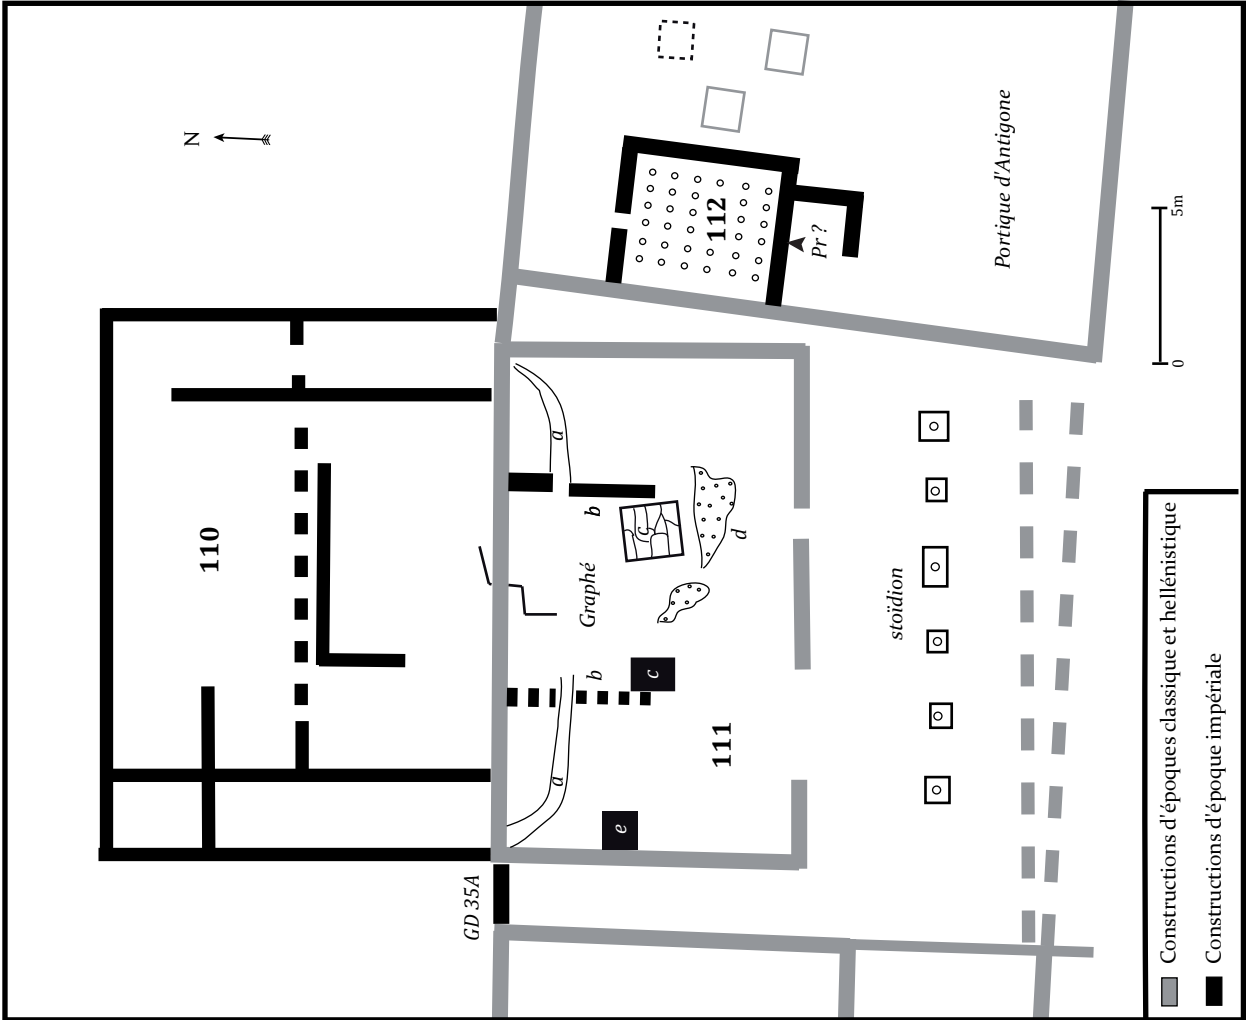 N
110
GD 35A
a
b
Graphé
c
d
b
c
a
e
111
112
Pr ?
Portique d'Antigone
stoïdion
0
5m
Constructions d'époques classique et hellénistique
Constructions d'époque impériale